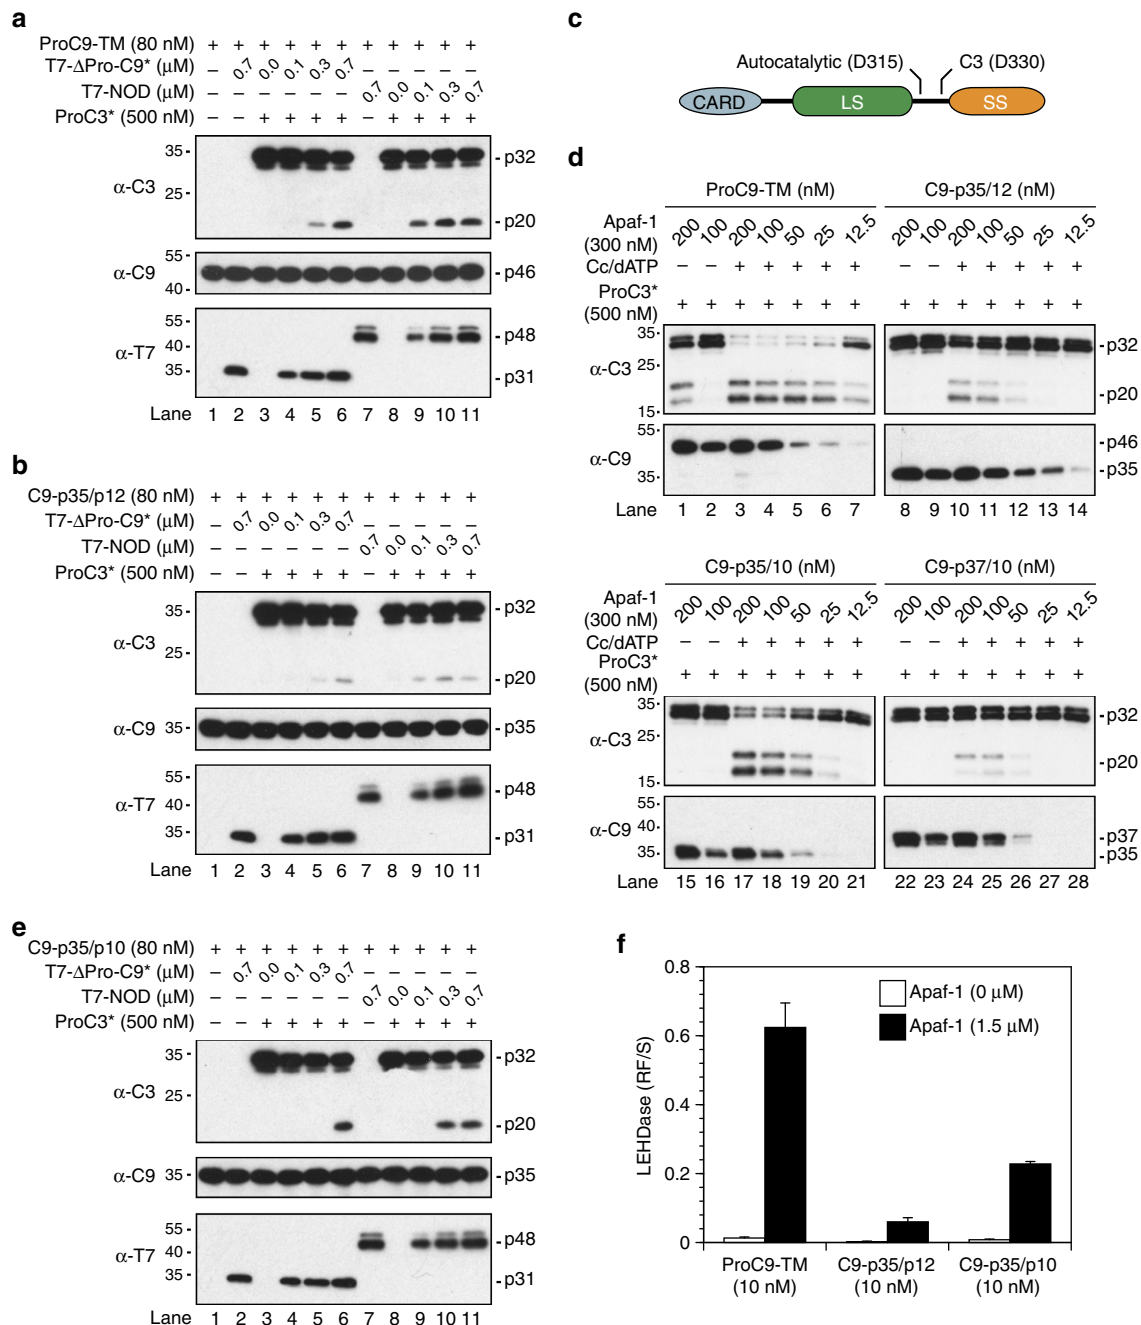 a
ProC9-TM (80 nM) + + + + + + + + + + +
T7-ΔPro-C9* (μM) – 0.7 0.0 0.1 0.3 0.7 – – – – –
T7-NOD (μM) – – – – – – 0.7 0.0 0.1 0.3 0.7
ProC3* (500 nM) – – + + + + – + + + +
α-C3 35 25 p32 p20
α-C9 55 40 p46
α-T7 55 40 35 p48 p31
Lane 1 2 3 4 5 6 7 8 9 10 11
b
C9-p35/p12 (80 nM) + + + + + + + + + + +
T7-ΔPro-C9* (μM) – 0.7 0.0 0.1 0.3 0.7 – – – – –
T7-NOD (μM) – – – – – – 0.7 0.0 0.1 0.3 0.7
ProC3* (500 nM) – – + + + + – + + + +
α-C3 35 25 p32 p20
α-C9 35 p35
α-T7 55 40 35 p48 p31
Lane 1 2 3 4 5 6 7 8 9 10 11
e
C9-p35/p10 (80 nM) + + + + + + + + + + +
T7-ΔPro-C9* (μM) – 0.7 0.0 0.1 0.3 0.7 – – – – –
T7-NOD (μM) – – – – – – 0.7 0.0 0.1 0.3 0.7
ProC3* (500 nM) – – + + + + – + + + +
α-C3 35 25 p32 p20
α-C9 35 p35
α-T7 55 40 35 p48 p31
Lane 1 2 3 4 5 6 7 8 9 10 11
c
Autocatalytic (D315) C3 (D330)
CARD LS SS
d
ProC9-TM (nM) C9-p35/12 (nM)
Apaf-1 (300 nM) 200 100 200 100 50 25 12.5 200 100 200 100 50 25 12.5
Cc/dATP – – + + + + + – – + + + + +
ProC3* (500 nM) + + + + + + + + + + + + + +
α-C3 35 25 15 p32 p20
α-C9 55 35 p46 p35
Lane 1 2 3 4 5 6 7 8 9 10 11 12 13 14
C9-p35/10 (nM) C9-p37/10 (nM)
Apaf-1 (300 nM) 200 100 200 100 50 25 12.5 200 100 200 100 50 25 12.5
Cc/dATP – – + + + + + – – + + + + +
ProC3* (500 nM) + + + + + + + + + + + + + +
α-C3 35 25 15 p32 p20
α-C9 55 40 35 p37 p35
Lane 15 16 17 18 19 20 21 22 23 24 25 26 27 28
f
LEHDase (RF/S)
0.8
0.6
0.4
0.2
0
Apaf-1 (0 μM)
Apaf-1 (1.5 μM)
ProC9-TM C9-p35/p12 C9-p35/p10
(10 nM) (10 nM) (10 nM)